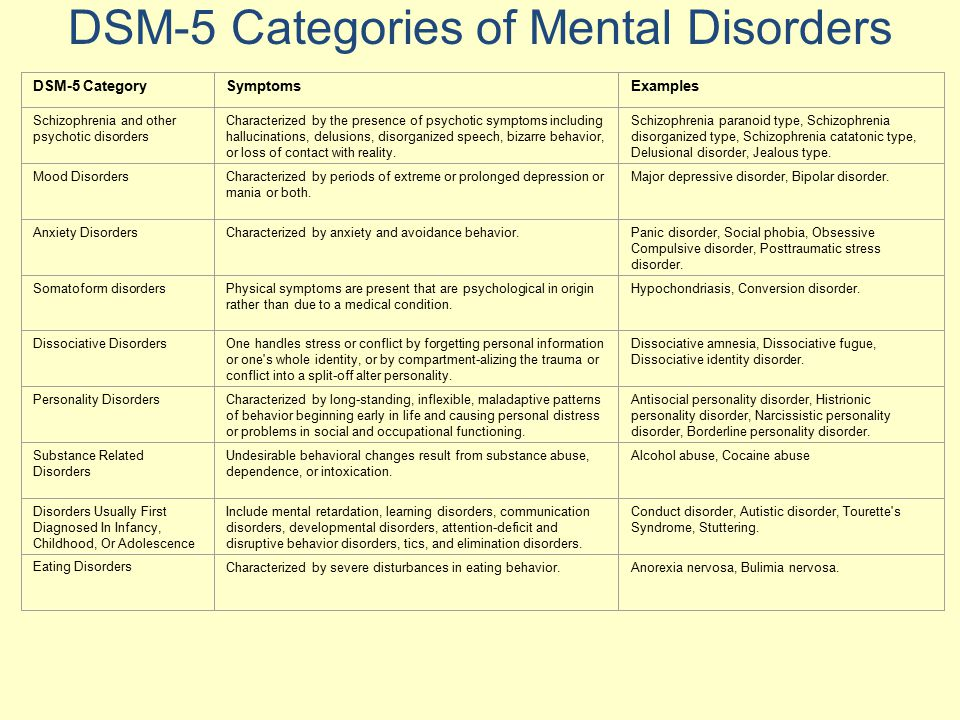 DSM-5 Categories of Mental Disorders
DSM-5 Category
Symptoms
Examples
Schizophrenia and other
psychotic disorders
Characterized by the presence of psychotic symptoms including
hallucinations, delusions, disorganized speech, bizarre behavior,
or loss of contact with reality.
Schizophrenia paranoid type, Schizophrenia
disorganized type, Schizophrenia catatonic type,
Delusional disorder, Jealous type.
Mood Disorders
Characterized by periods of extreme or prolonged depression or
mania or both.
Major depressive disorder, Bipolar disorder.
Anxiety Disorders
Characterized by anxiety and avoidance behavior.
Panic disorder, Social phobia, Obsessive
Compulsive disorder, Posttraumatic stress
disorder.
Somatoform disorders
Physical symptoms are present that are psychological in origin
rather than due to a medical condition.
Hypochondriasis, Conversion disorder.
Dissociative Disorders
One handles stress or conflict by forgetting personal information
or one's whole identity, or by compartment-alizing the trauma or
conflict into a split-off alter personality.
Dissociative amnesia, Dissociative fugue,
Dissociative identity disorder.
Personality Disorders
Characterized by long-standing, inflexible, maladaptive patterns
of behavior beginning early in life and causing personal distress
or problems in social and occupational functioning.
Antisocial personality disorder, Histrionic
personality disorder, Narcissistic personality
disorder, Borderline personality disorder.
Substance Related
Disorders
Undesirable behavioral changes result from substance abuse,
dependence, or intoxication.
Alcohol abuse, Cocaine abuse
Disorders Usually First
Diagnosed In Infancy,
Childhood, Or Adolescence
Include mental retardation, learning disorders, communication
disorders, developmental disorders, attention-deficit and
disruptive behavior disorders, tics, and elimination disorders.
Conduct disorder, Autistic disorder, Tourette's
Syndrome, Stuttering.
Eating Disorders
Characterized by severe disturbances in eating behavior.
Anorexia nervosa, Bulimia nervosa.